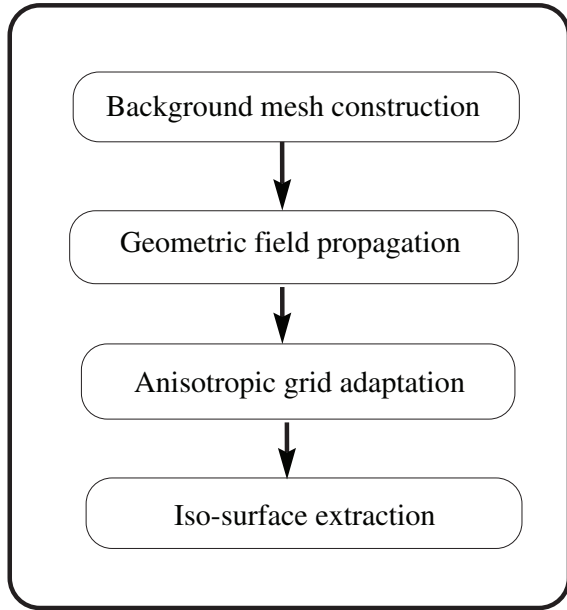 Background mesh construction
Geometric field propagation
Anisotropic grid adaptation
Iso-surface extraction